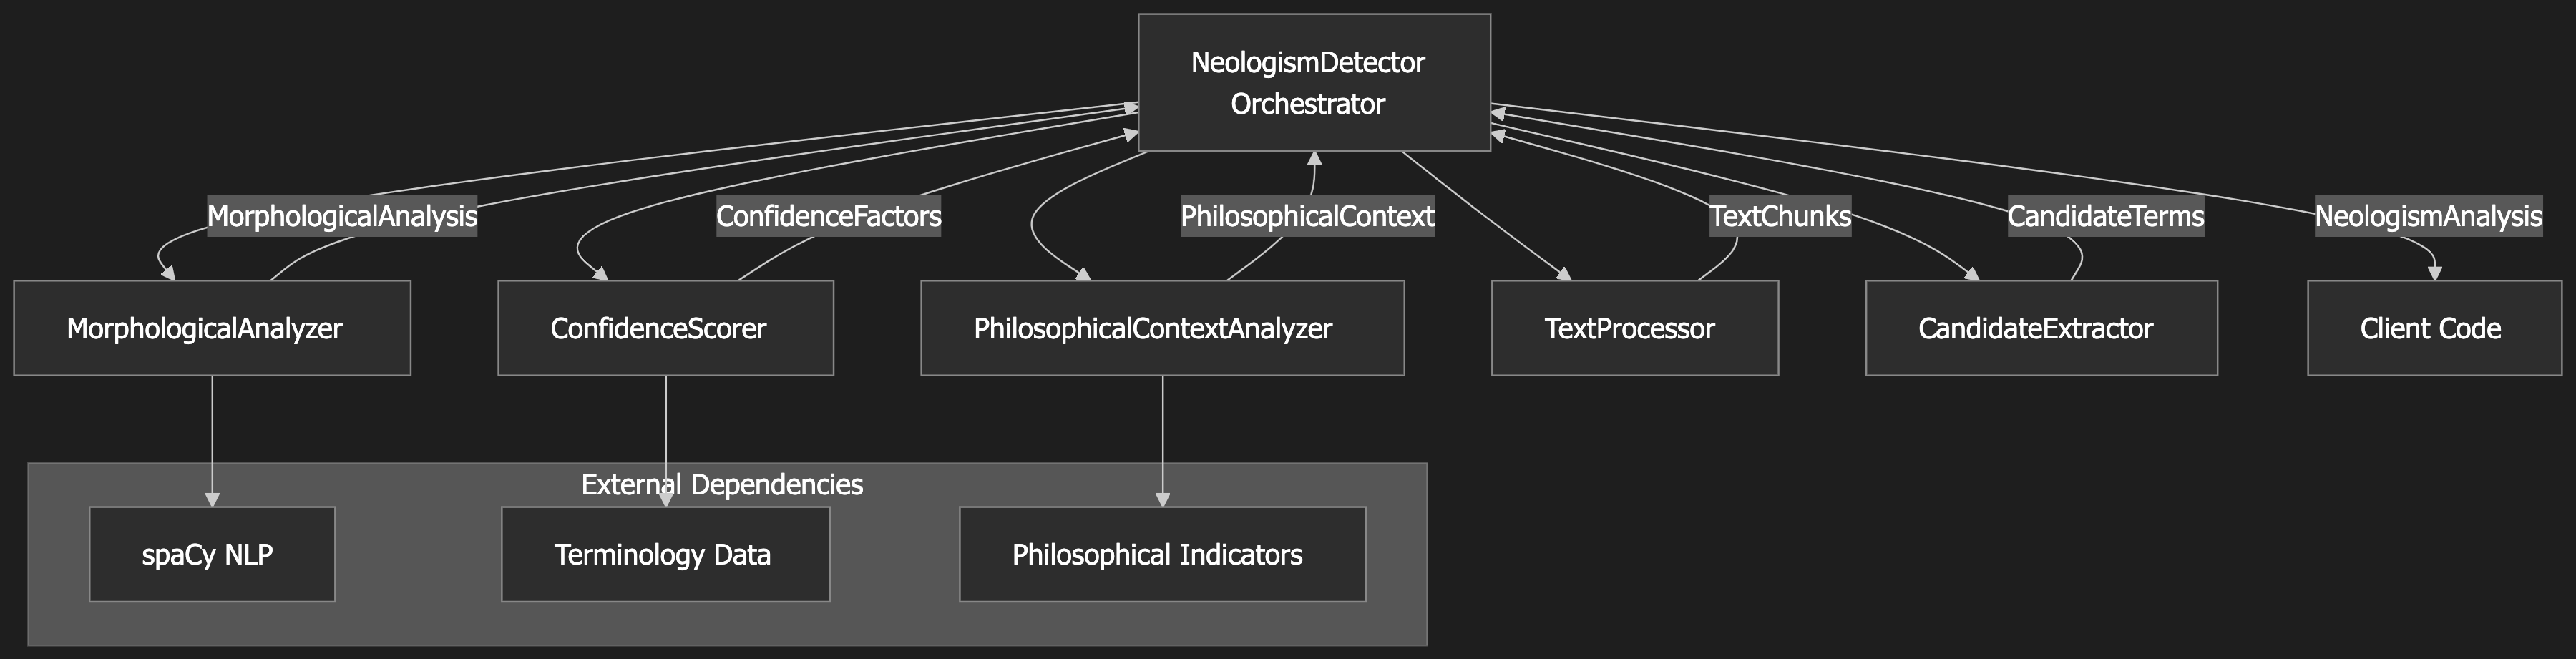 NeologismDetector
Orchestrator
MorphologicalAnalysis
ConfidenceFactors
PhilosophicalContext
TextChunks
CandidateTerms
NeologismAnalysis
MorphologicalAnalyzer
ConfidenceScorer
PhilosophicalContextAnalyzer
TextProcessor
CandidateExtractor
Client Code
External Dependencies
spaCy NLP
Terminology Data
Philosophical Indicators